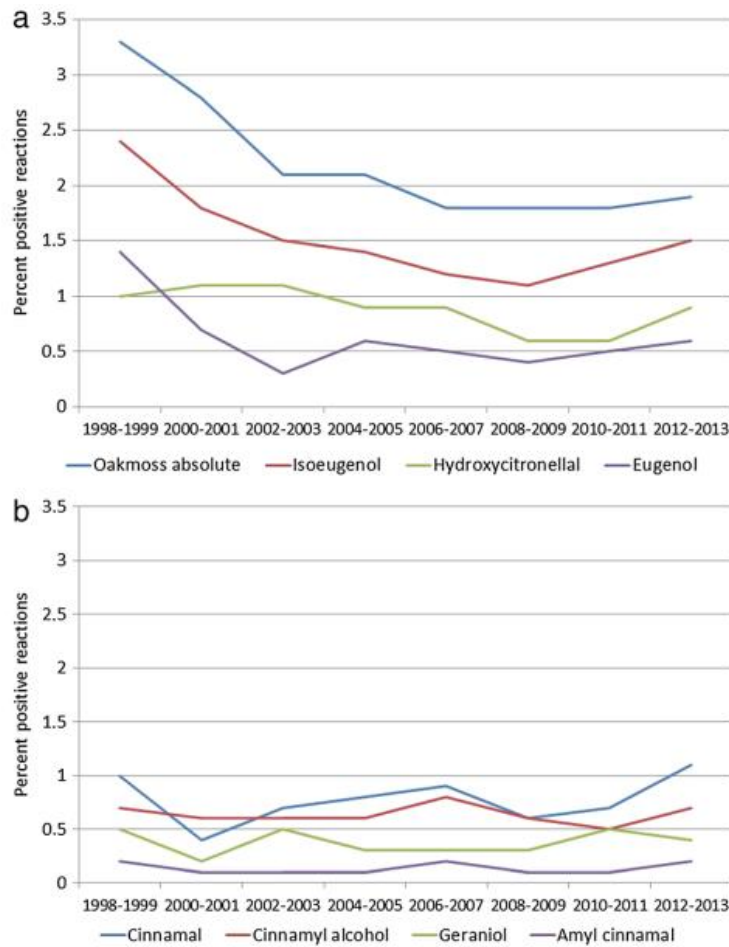 a
Percent positive reactions
3.5
3
2.5
2
1.5
1
0.5
0
1998-1999 2000-2001 2002-2003 2004-2005 2006-2007 2008-2009 2010-2011 2012-2013
Oakmoss absolute Isoeugenol Hydroxycitronellal Eugenol
b
Percent positive reactions
3.5
3
2.5
2
1.5
1
0.5
0
1998-1999 2000-2001 2002-2003 2004-2005 2006-2007 2008-2009 2010-2011 2012-2013
Cinnamal Cinnamyl alcohol Geraniol Amyl cinnamal